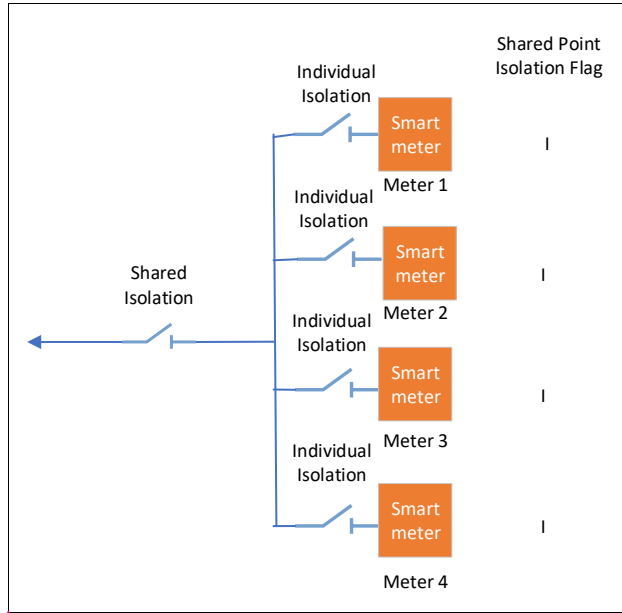 Shared Point
Isolation Flag
Individual
Isolation
Smart
meter
I
Meter 1
Individual
Isolation
Smart
meter
I
Meter 2
Shared
Isolation
Individual
Isolation
Smart
meter
I
Meter 3
Individual
Isolation
Smart
meter
I
Meter 4